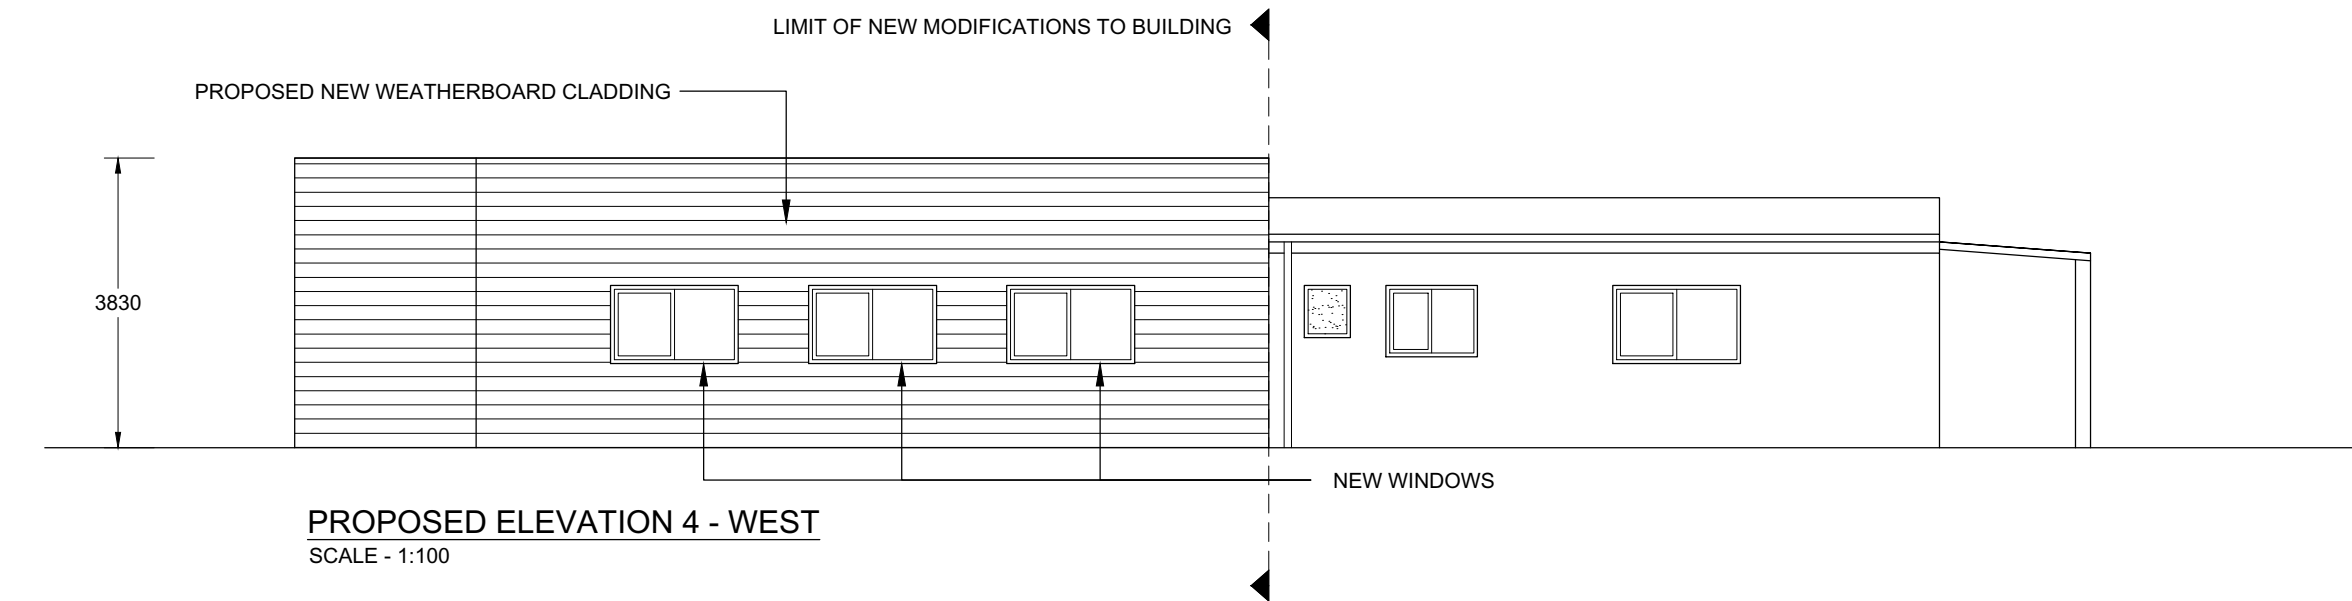 LIMIT OF NEW MODIFICATIONS TO BUILDING
PROPOSED NEW WEATHERBOARD CLADDING
3830
NEW WINDOWS
PROPOSED ELEVATION 4 - WEST
SCALE - 1:100